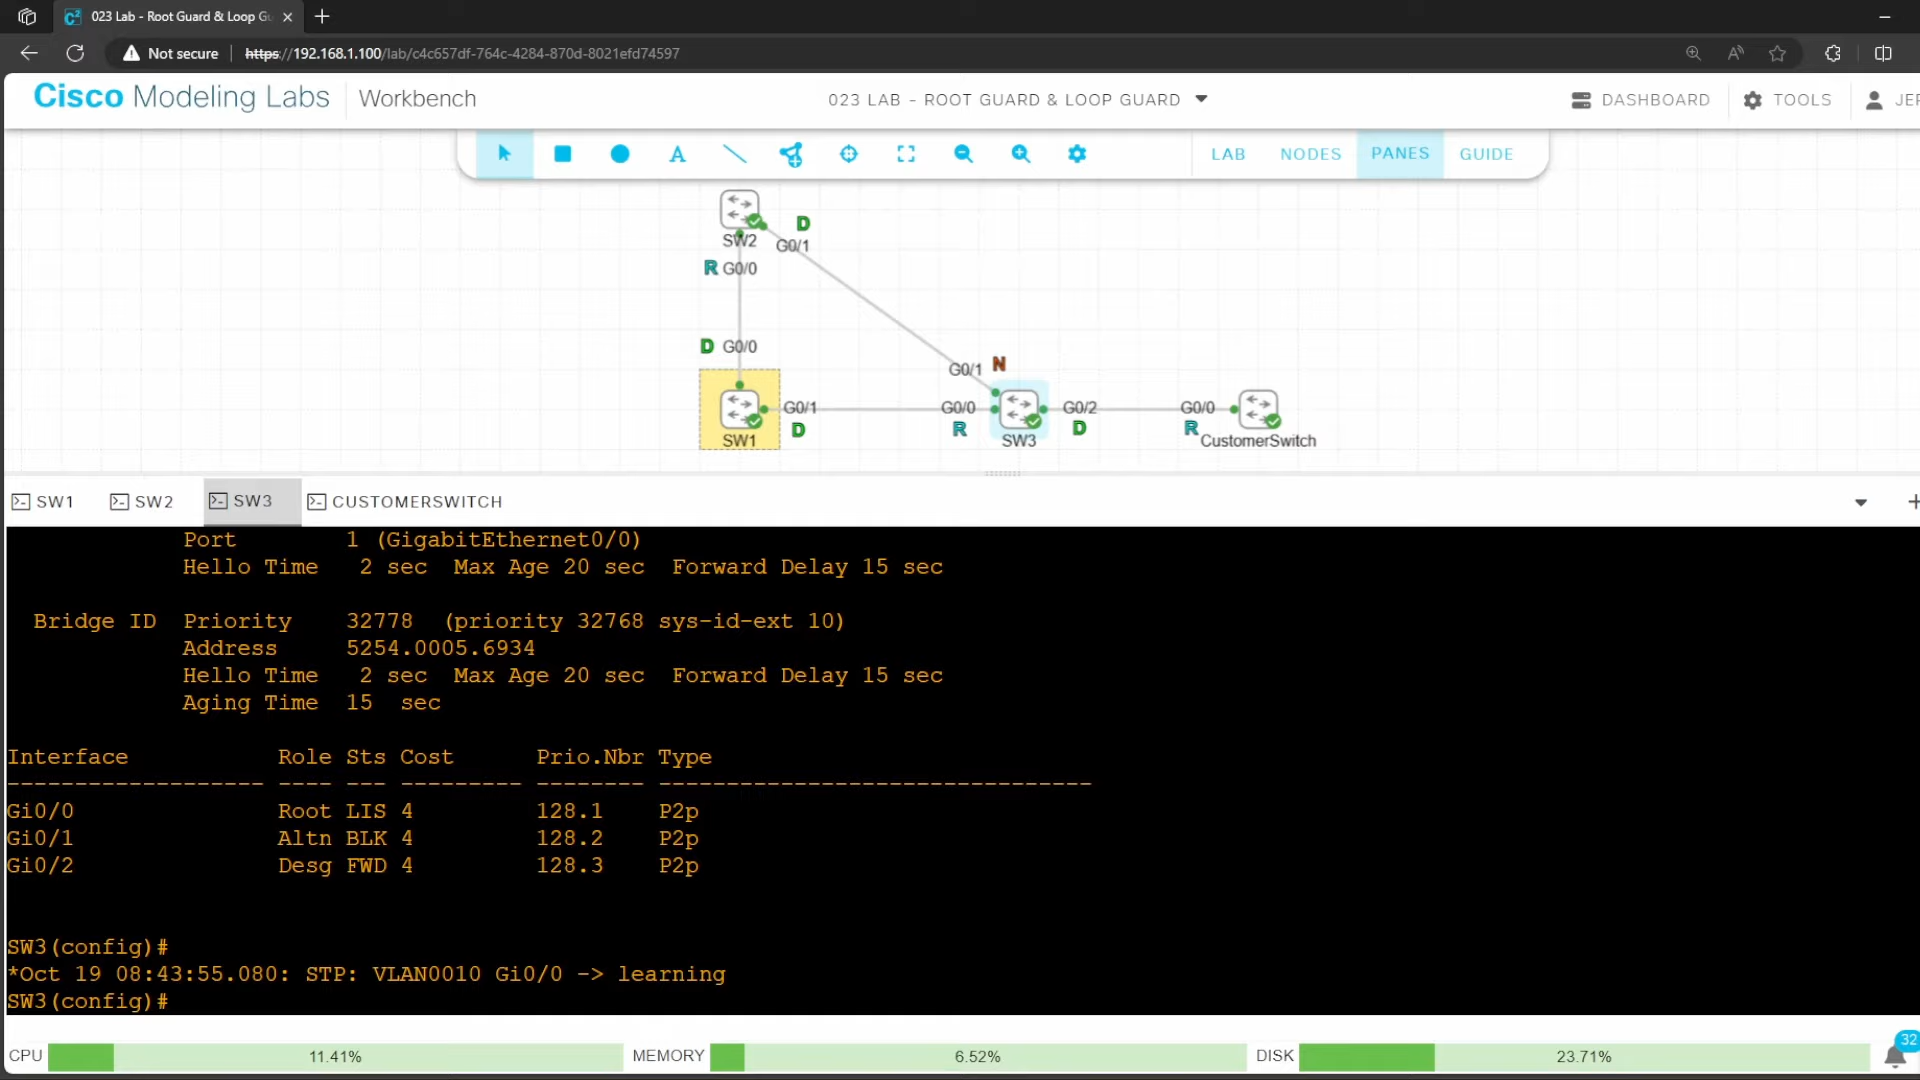 023 Lab - Root Guard & Loop Gu
Not secure https://192.168.1.100/lab/c4c657df-764c-4284-870d-8021efd74597
Cisco Modeling Labs Workbench 023 LAB - ROOT GUARD & LOOP GUARD DASHBOARD TOOLS JEF
LAB NODES PANES GUIDE
D
SW2 G0/1
R G0/0
D G0/0
G0/1 N
G0/1 G0/0 G0/2 G0/0
D R D R
SW1 SW3 CustomerSwitch
SW1 SW2 SW3 CUSTOMERSWITCH
Port 1 (GigabitEthernet0/0)
Hello Time 2 sec Max Age 20 sec Forward Delay 15 sec
Bridge ID Priority 32778 (priority 32768 sys-id-ext 10)
Address 5254.0005.6934
Hello Time 2 sec Max Age 20 sec Forward Delay 15 sec
Aging Time 15 sec
Interface Role Sts Cost Prio.Nbr Type
------------------- ---- --- --------- -------- --------------------------------
Gi0/0 Root LIS 4 128.1 P2p
Gi0/1 Altn BLK 4 128.2 P2p
Gi0/2 Desg FWD 4 128.3 P2p
SW3(config)#
*Oct 19 08:43:55.080: STP: VLAN0010 Gi0/0 -> learning
SW3(config)#
CPU 11.41% MEMORY 6.52% DISK 23.71% 32